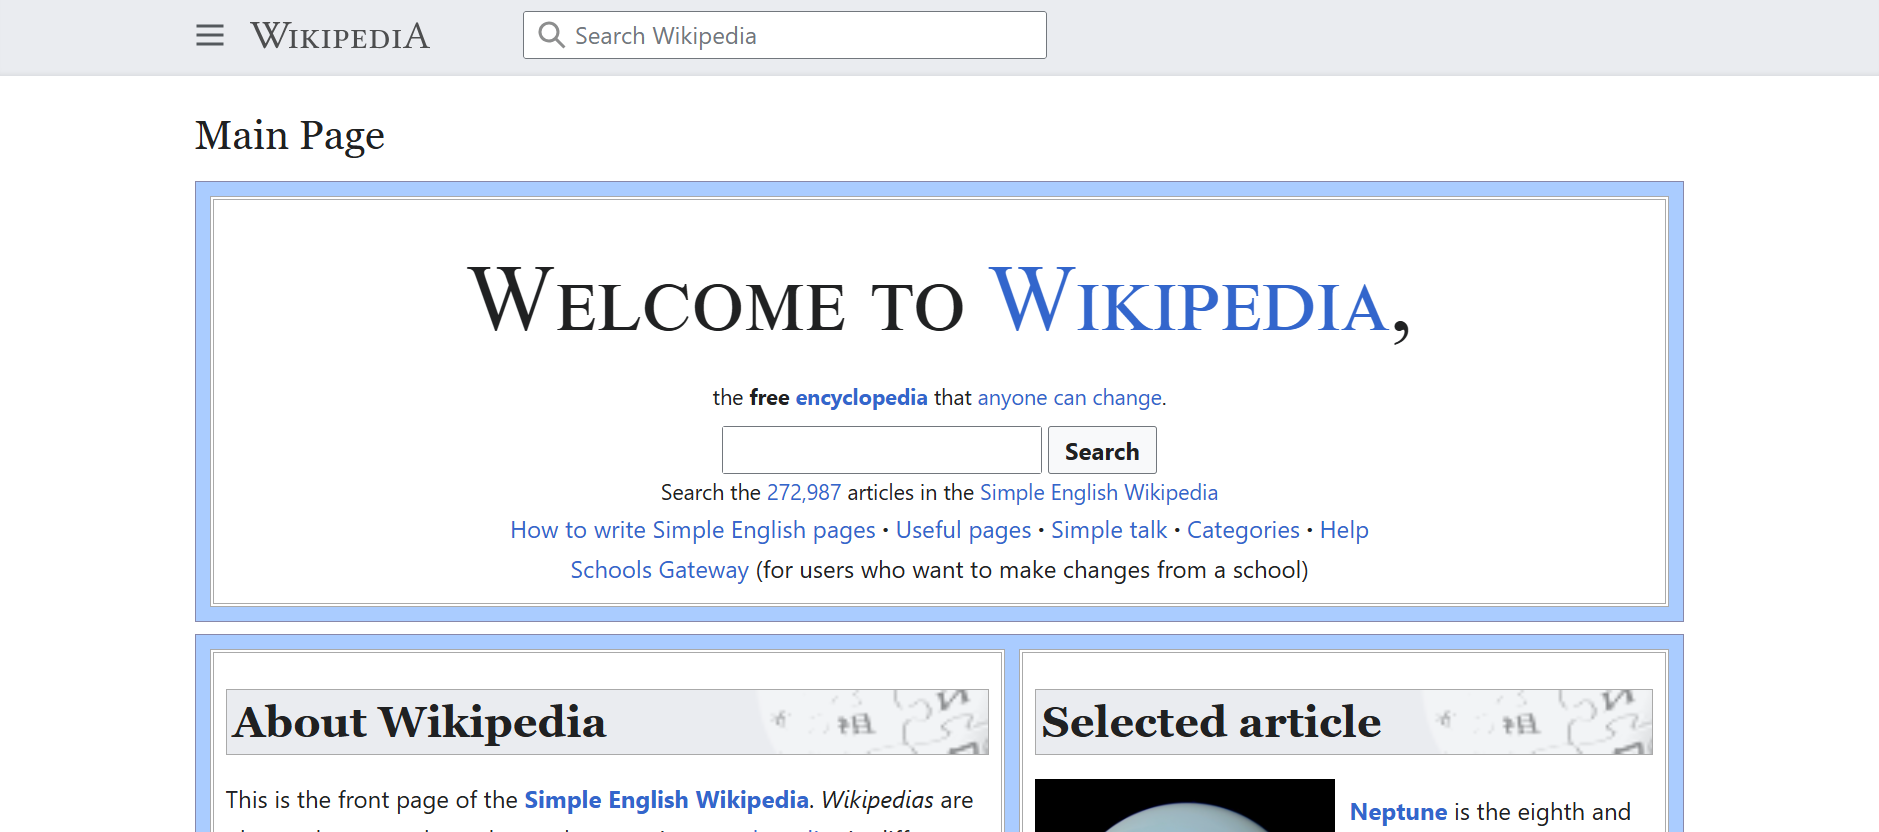 WIKIPEDIA
Search Wikipedia
Main Page
WELCOME TO WIKIPEDIA,
the free encyclopedia that anyone can change.
Search
Search the 272,987 articles in the Simple English Wikipedia
How to write Simple English pages • Useful pages • Simple talk • Categories • Help
Schools Gateway (for users who want to make changes from a school)
About Wikipedia
This is the front page of the Simple English Wikipedia. Wikipedias are
Selected article
Neptune is the eighth and